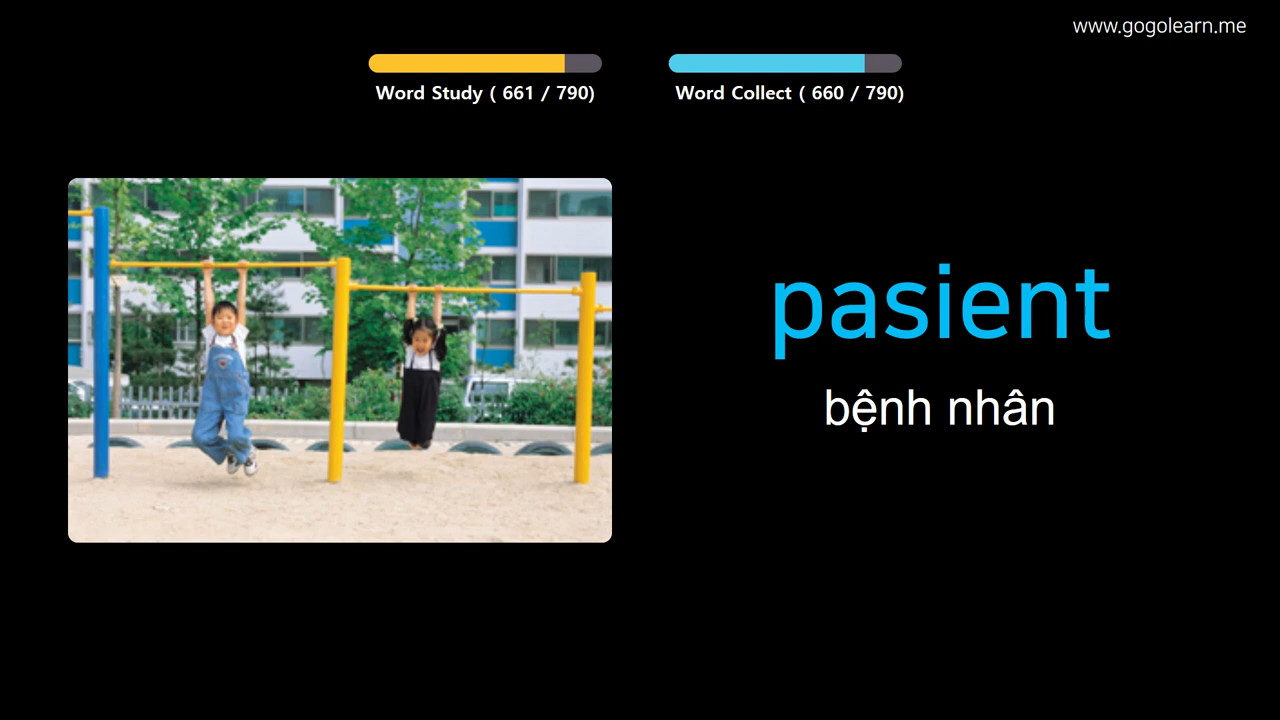 www.gogolearn.me
Word Study ( 661 / 790)
Word Collect ( 660 / 790)
pasient
bệnh nhân